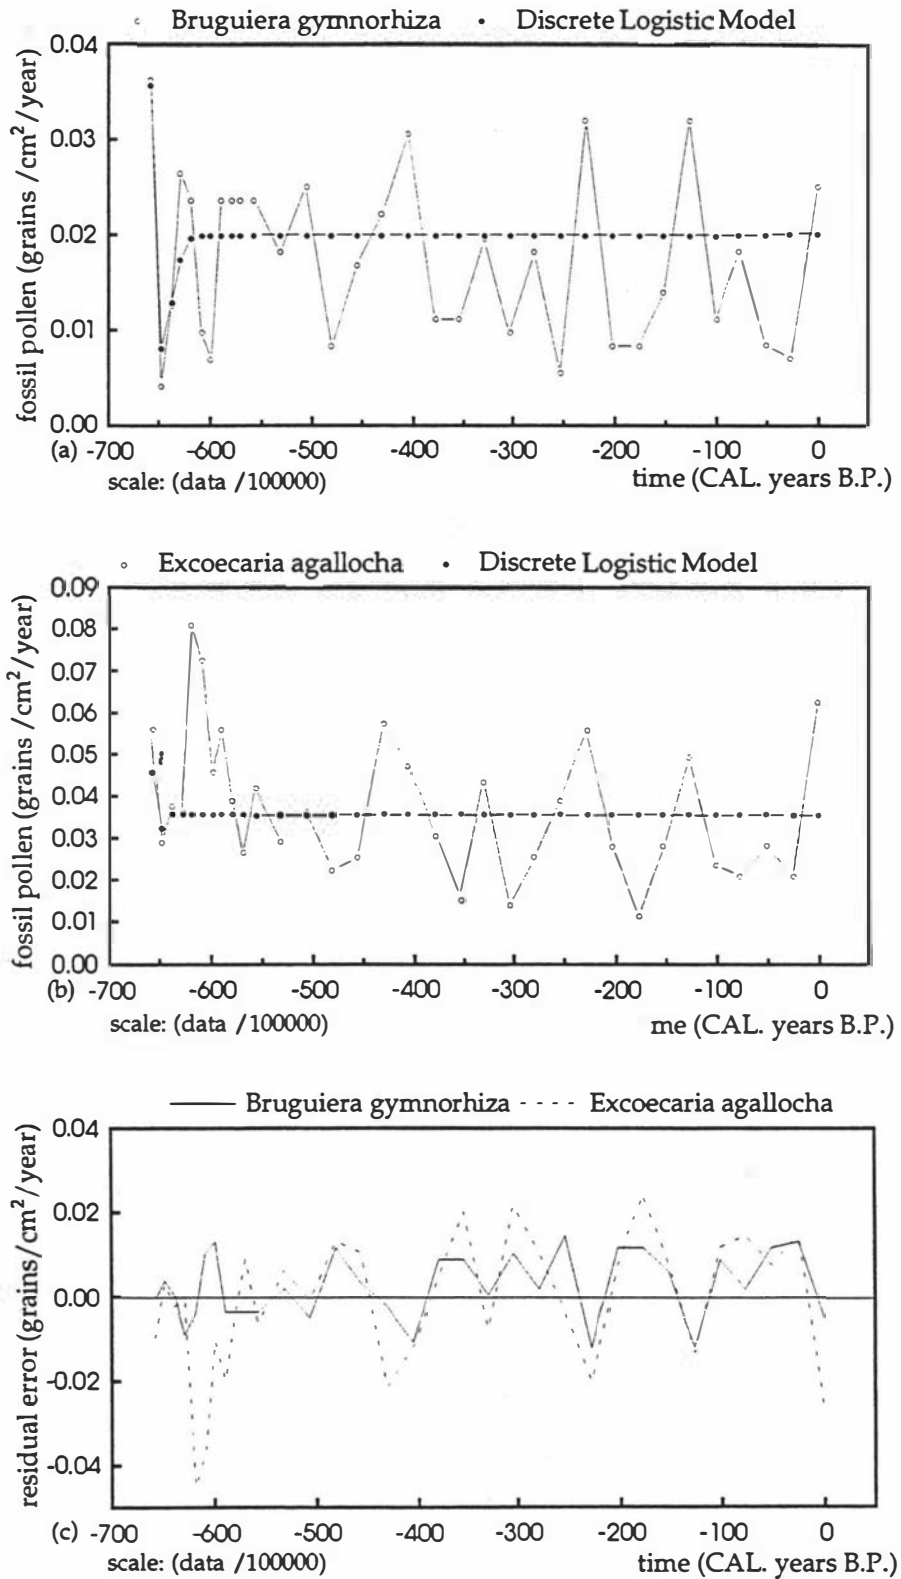 Bruguiera gymnorhiza • Discrete Logistic Model
fossil pollen (grains /cm²/year)
0.04
0.03
0.02
0.01
0.00
(a) -700 -600 -500 -400 -300 -200 -100 0
scale: (data /100000) time (CAL. years B.P.)
Excoecaria agallocha • Discrete Logistic Model
fossil pollen (grains /cm²/year)
0.09
0.08
0.07
0.06
0.05
0.04
0.03
0.02
0.01
0.00
(b) -700 -600 -500 -400 -300 -200 -100 0
scale: (data /100000) me (CAL. years B.P.)
Bruguiera gymnorhiza Excoecaria agallocha
residual error (grains/cm²/year)
0.04
0.02
0.00
-0.02
-0.04
(c) -700 -600 -500 -400 -300 -200 -100 0
scale: (data /100000) time (CAL. years B.P.)